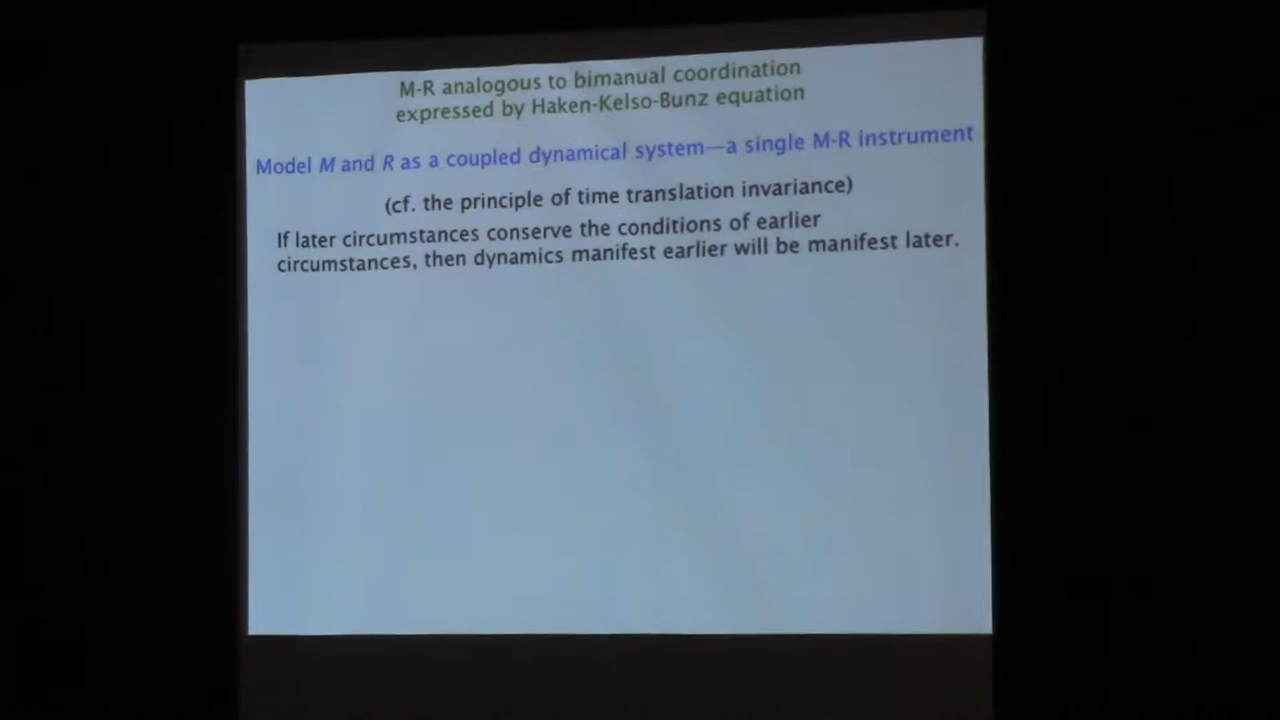 M-R analogous to bimanual coordination
expressed by Haken-Kelso-Bunz equation
Model M and R as a coupled dynamical system—a single M-R instrument
(cf. the principle of time translation invariance)
If later circumstances conserve the conditions of earlier
circumstances, then dynamics manifest earlier will be manifest later.